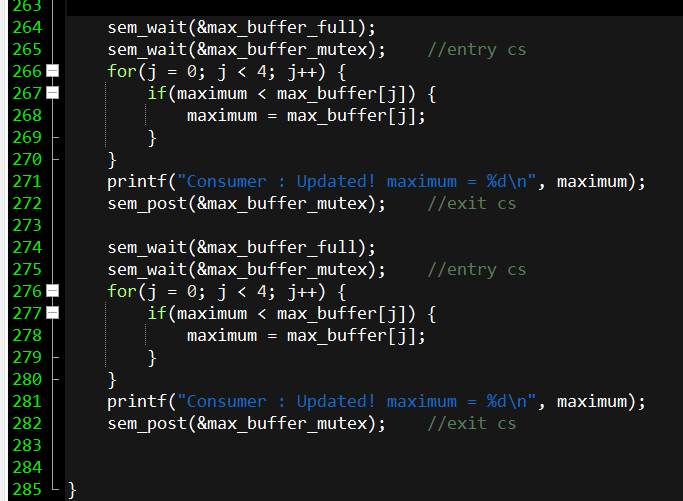 263
264 sem_wait(&max_buffer_full);
265 sem_wait(&max_buffer_mutex); //entry cs
266 for(j = 0; j < 4; j++) {
267 if(maximum < max_buffer[j]) {
268 maximum = max_buffer[j];
269 }
270 }
271 printf("Consumer : Updated! maximum = %d\n", maximum);
272 sem_post(&max_buffer_mutex); //exit cs
273
274 sem_wait(&max_buffer_full);
275 sem_wait(&max_buffer_mutex); //entry cs
276 for(j = 0; j < 4; j++) {
277 if(maximum < max_buffer[j]) {
278 maximum = max_buffer[j];
279 }
280 }
281 printf("Consumer : Updated! maximum = %d\n", maximum);
282 sem_post(&max_buffer_mutex); //exit cs
283
284
285 }